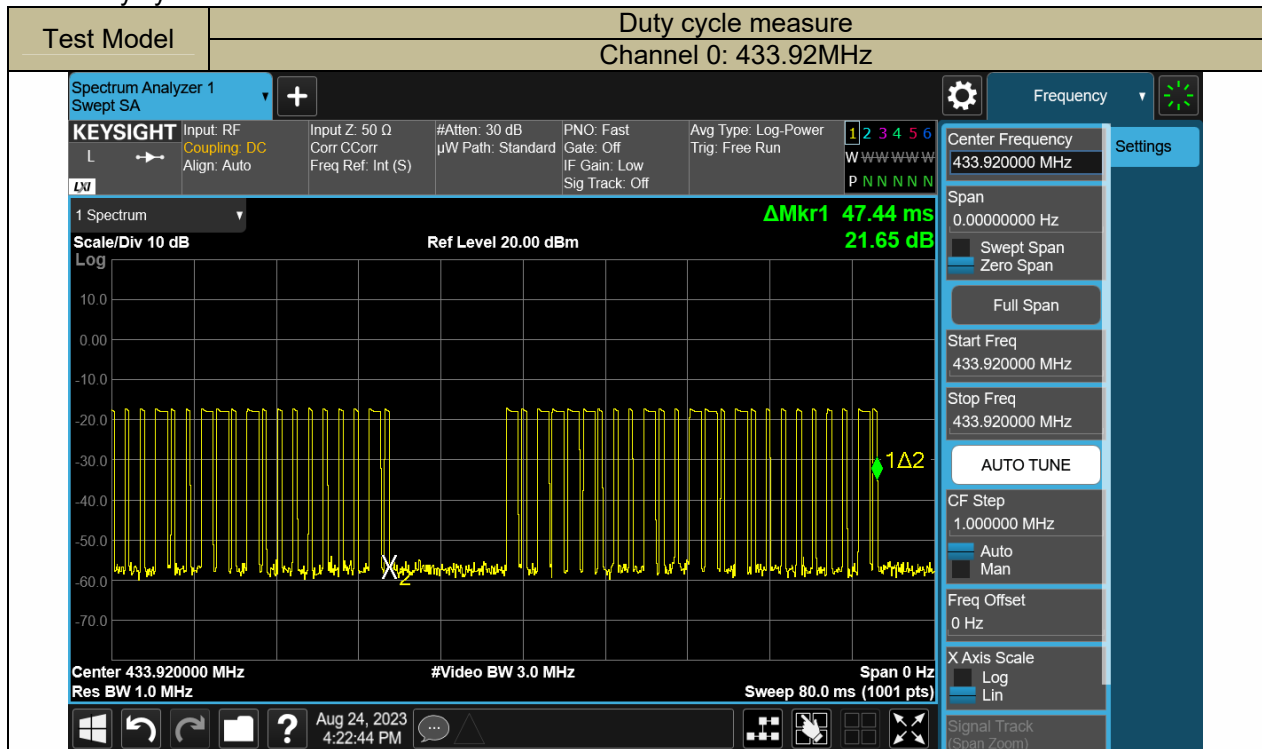 Test Model
Duty cycle measure
Channel 0: 433.92MHz
Spectrum Analyzer 1
Swept SA
Frequency
KEYSIGHT
L
LXI
Input: RF
Coupling: DC
Align: Auto
Input Z: 50 Ω
Corr CCorr
Freq Ref: Int (S)
#Atten: 30 dB
µW Path: Standard
PNO: Fast
Gate: Off
IF Gain: Low
Sig Track: Off
Avg Type: Log-Power
Trig: Free Run
1 2 3 4 5 6
W W W W W W
P N N N N N
Center Frequency
433.920000 MHz
Settings
1 Spectrum
ΔMkr1 47.44 ms
Scale/Div 10 dB
Ref Level 20.00 dBm
21.65 dB
Log
10.0
0.00
-10.0
-20.0
-30.0
-40.0
-50.0
-60.0
-70.0
1Δ2
X2
Center 433.920000 MHz
#Video BW 3.0 MHz
Span 0 Hz
Res BW 1.0 MHz
Sweep 80.0 ms (1001 pts)
Span
0.00000000 Hz
Swept Span
Zero Span
Full Span
Start Freq
433.920000 MHz
Stop Freq
433.920000 MHz
AUTO TUNE
CF Step
1.000000 MHz
Auto
Man
Freq Offset
0 Hz
X Axis Scale
Log
Lin
Signal Track
(Span Zoom)
?
Aug 24, 2023
4:22:44 PM